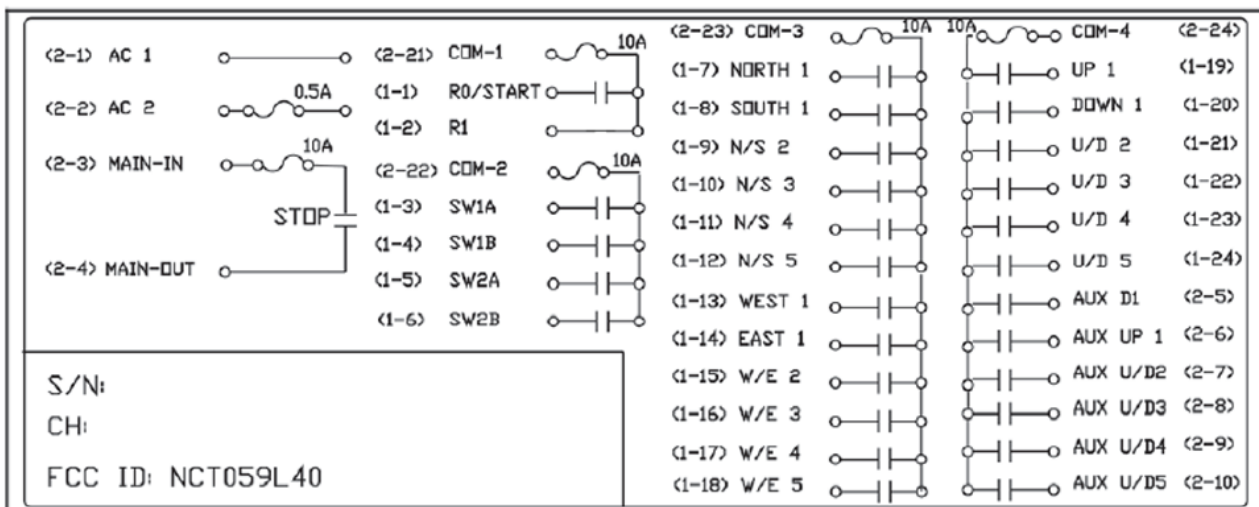 (2-1) AC 1
0.5A
(2-2) AC 2
10A
(2-3) MAIN-IN
STOP
(2-4) MAIN-OUT
10A
(2-21) COM-1
(1-1) R0/START
(1-2) R1
10A
(2-22) COM-2
(1-3) SW1A
(1-4) SW1B
(1-5) SW2A
(1-6) SW2B
(2-23) COM-3 10A
(1-7) NORTH 1
(1-8) SOUTH 1
(1-9) N/S 2
(1-10) N/S 3
(1-11) N/S 4
(1-12) N/S 5
(1-13) WEST 1
(1-14) EAST 1
(1-15) W/E 2
(1-16) W/E 3
(1-17) W/E 4
(1-18) W/E 5
10A COM-4 (2-24)
UP 1 (1-19)
DOWN 1 (1-20)
U/D 2 (1-21)
U/D 3 (1-22)
U/D 4 (1-23)
U/D 5 (1-24)
AUX D1 (2-5)
AUX UP 1 (2-6)
AUX U/D2 (2-7)
AUX U/D3 (2-8)
AUX U/D4 (2-9)
AUX U/D5 (2-10)
S/N:
CH:
FCC ID: NCT059L40